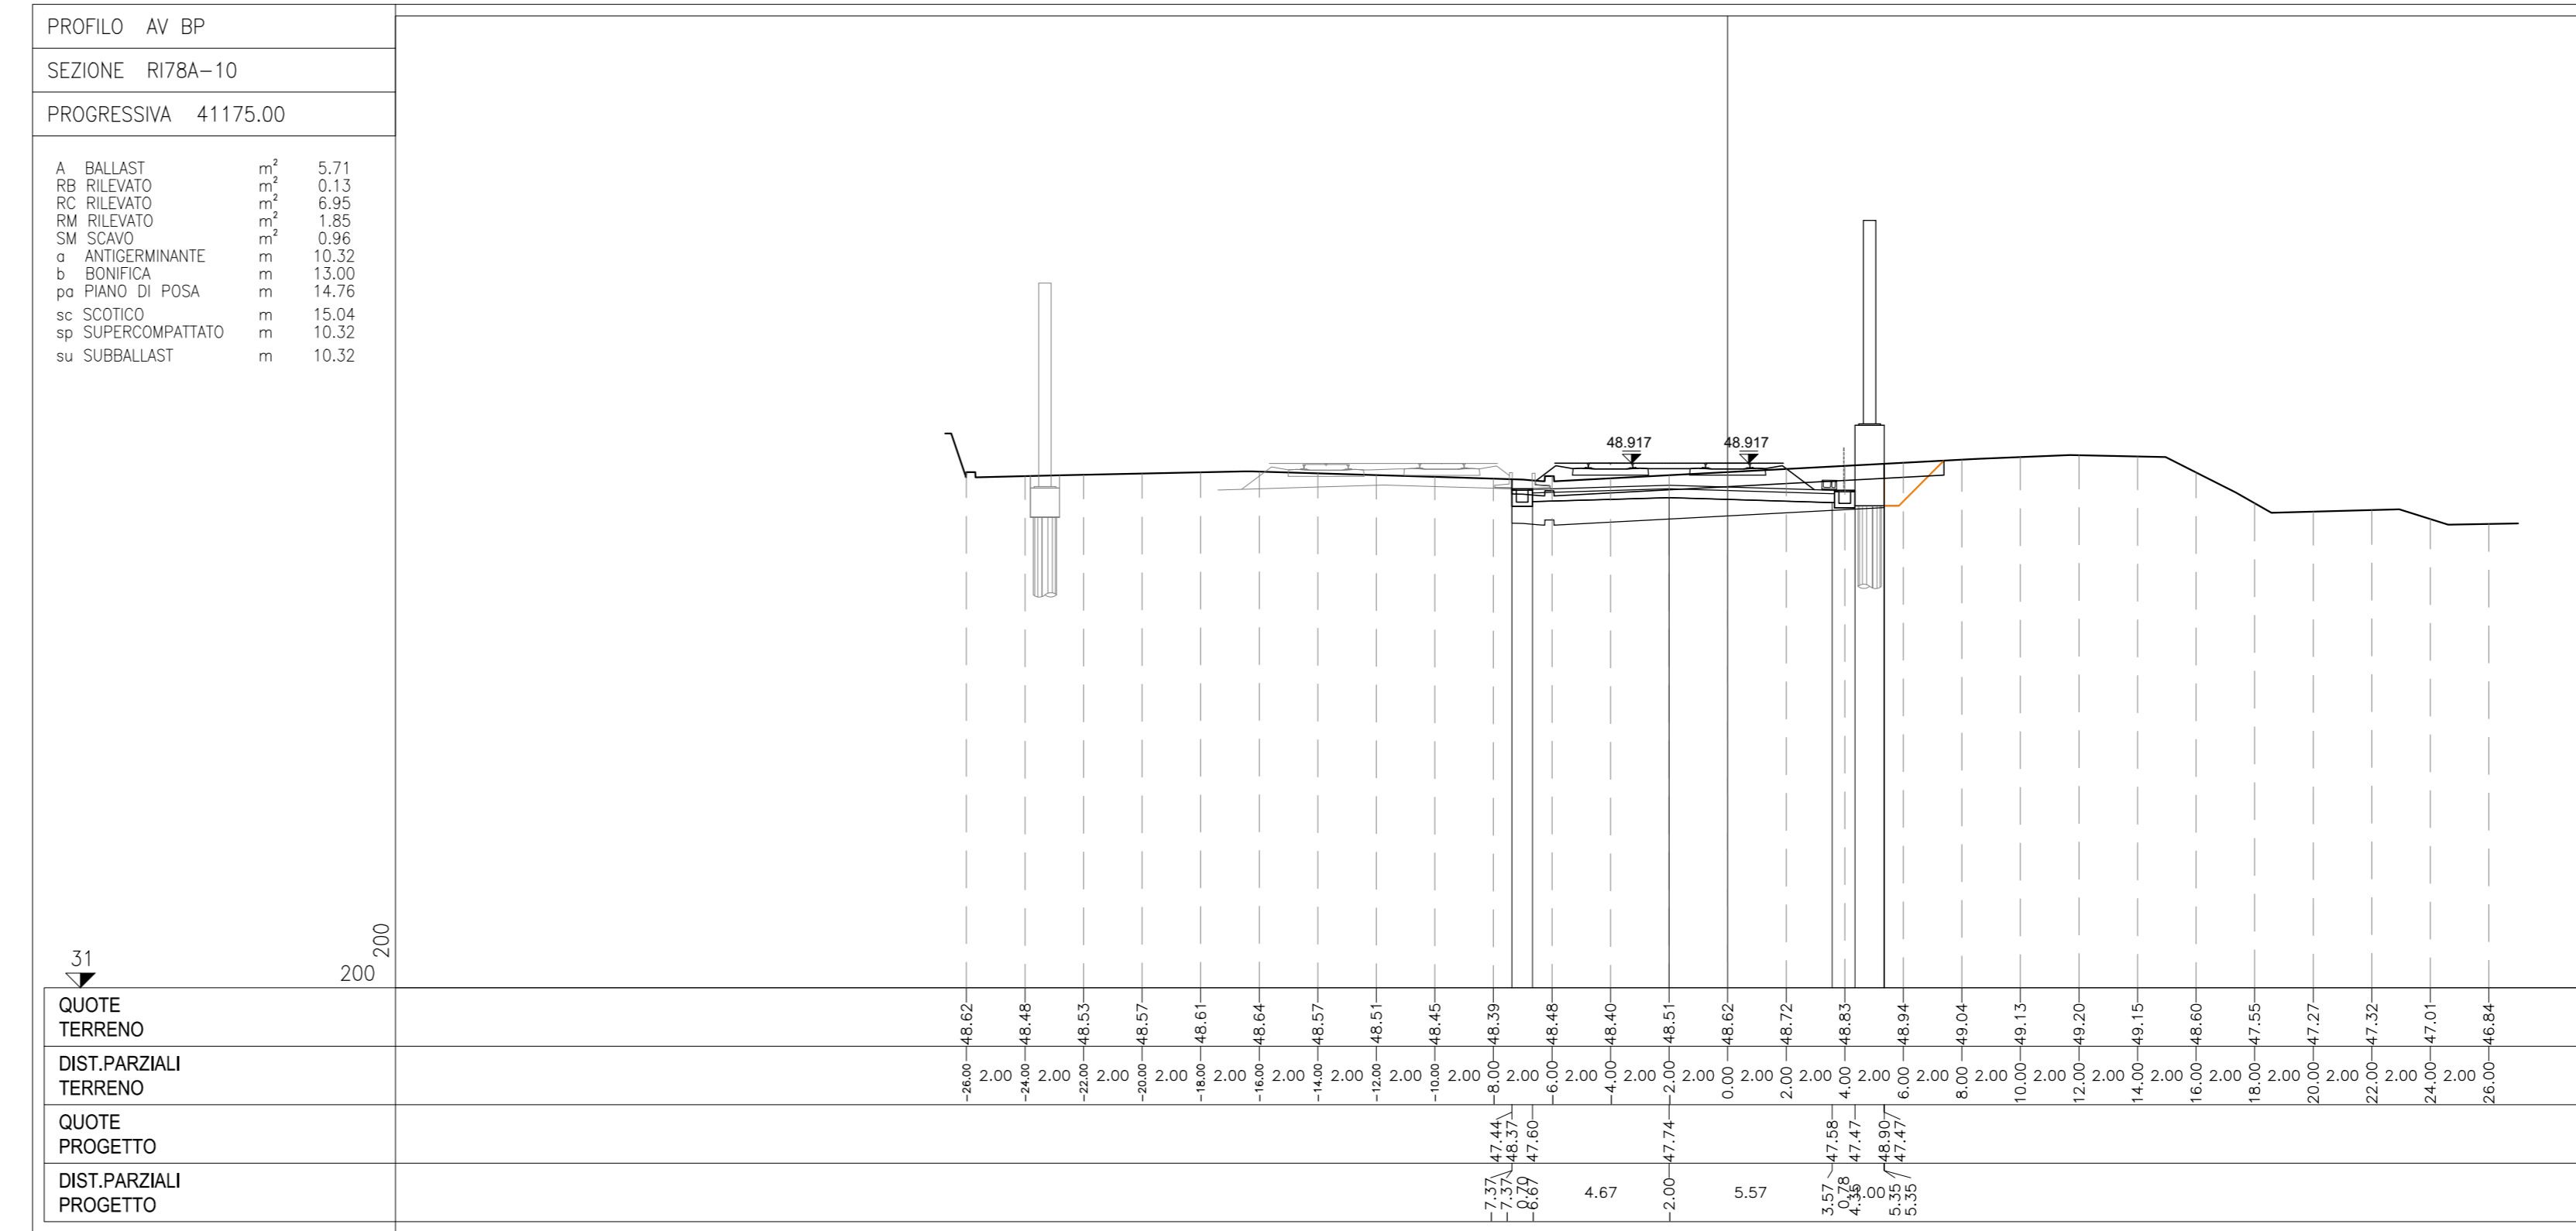 PROFILO AV BP
SEZIONE RI78A-10
PROGRESSIVA 41175.00
A BALLAST m² 5.71
RB RILEVATO m² 0.13
RC RILEVATO m² 6.95
RM RILEVATO m² 1.85
SM SCAVO m² 0.96
a ANTIGERMINANTE m 10.32
b BONIFICA m 13.00
pa PIANO DI POSA m 14.76
sc SCOTICO m 15.04
sp SUPERCOMPATTATO m 10.32
su SUBBALLAST m 10.32
48.917 48.917
31
200
200
QUOTE
TERRENO
48.62 48.48 48.53 48.57 48.61 48.64 48.57 48.51 48.45 48.39 48.48 48.40 48.51 48.62 48.72 48.83 48.94 49.04 49.13 49.20 49.15 48.60 47.55 47.27 47.32 47.01 46.84
DIST.PARZIALI
TERRENO
-26.00 2.00 -24.00 2.00 -22.00 2.00 -20.00 2.00 -18.00 2.00 -16.00 2.00 -14.00 2.00 -12.00 2.00 -10.00 2.00 -8.00 2.00 -6.00 2.00 -4.00 2.00 -2.00 2.00 0.00 2.00 2.00 2.00 4.00 2.00 6.00 2.00 8.00 2.00 10.00 2.00 12.00 2.00 14.00 2.00 16.00 2.00 18.00 2.00 20.00 2.00 22.00 2.00 24.00 2.00 26.00
QUOTE
PROGETTO
47.44 48.37 47.60 47.74 47.58 47.47 48.90 47.47
DIST.PARZIALI
PROGETTO
-7.37 -7.37 0.70 -6.67 4.67 -2.00 5.57 3.57 0.78 4.35 1.00 5.35 5.35